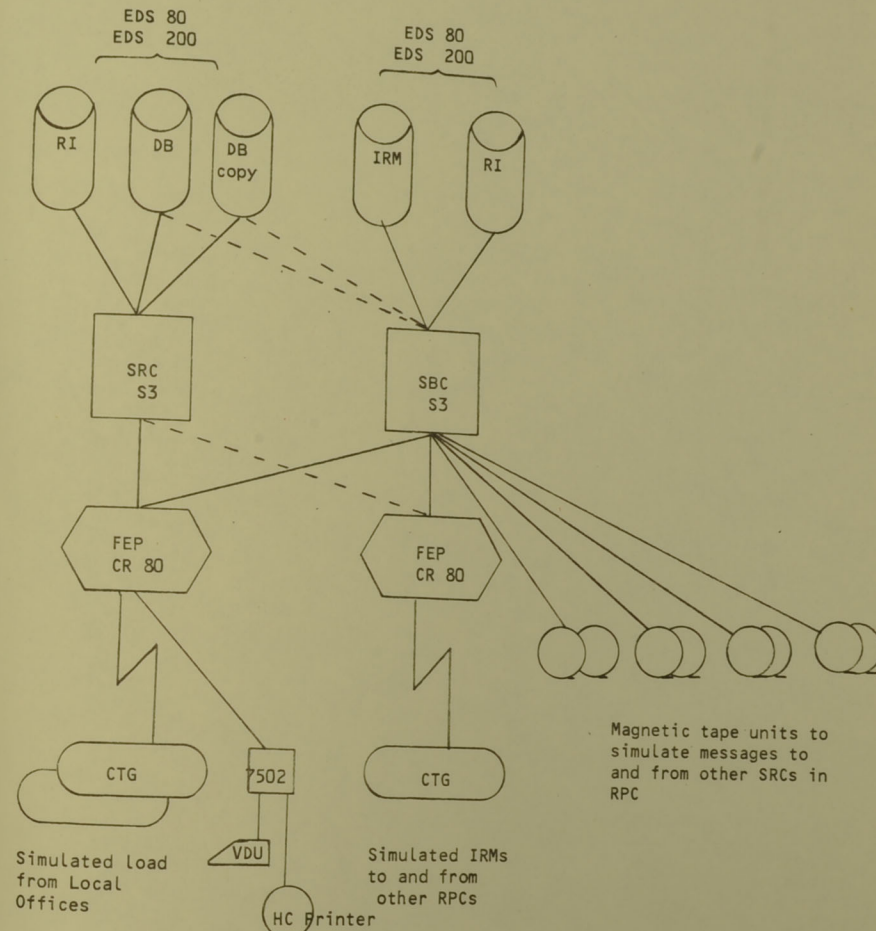 EDS 80
EDS 200
EDS 80
EDS 200
RI
DB
DB
copy
IRM
RI
SRC
S3
SBC
S3
FEP
CR 80
FEP
CR 80
CTG
7502
CTG
VDU
HC Printer
Simulated load
from Local
Offices
Simulated IRMs
to and from
other RPCs
Magnetic tape units to
simulate messages to
and from other SRCs in
RPC